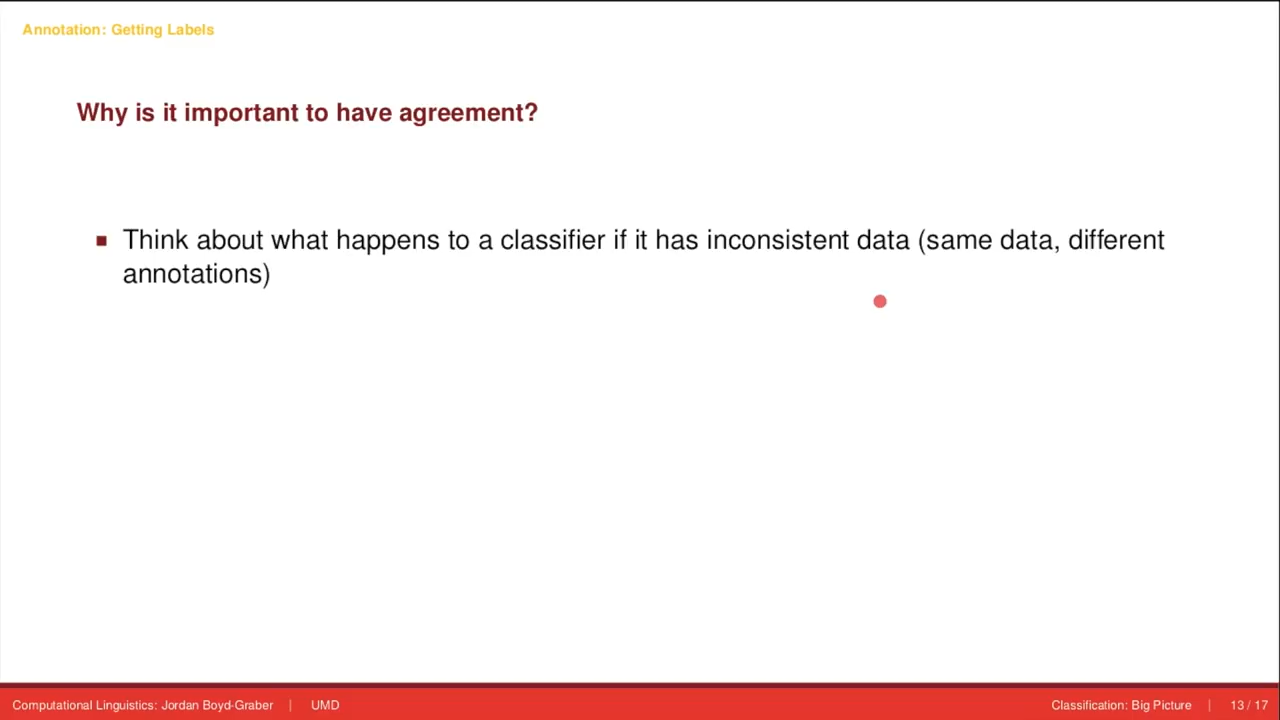 Annotation: Getting Labels
Why is it important to have agreement?
Think about what happens to a classifier if it has inconsistent data (same data, different
annotations)
Computational Linguistics: Jordan Boyd-Graber | UMD Classification: Big Picture | 13 / 17